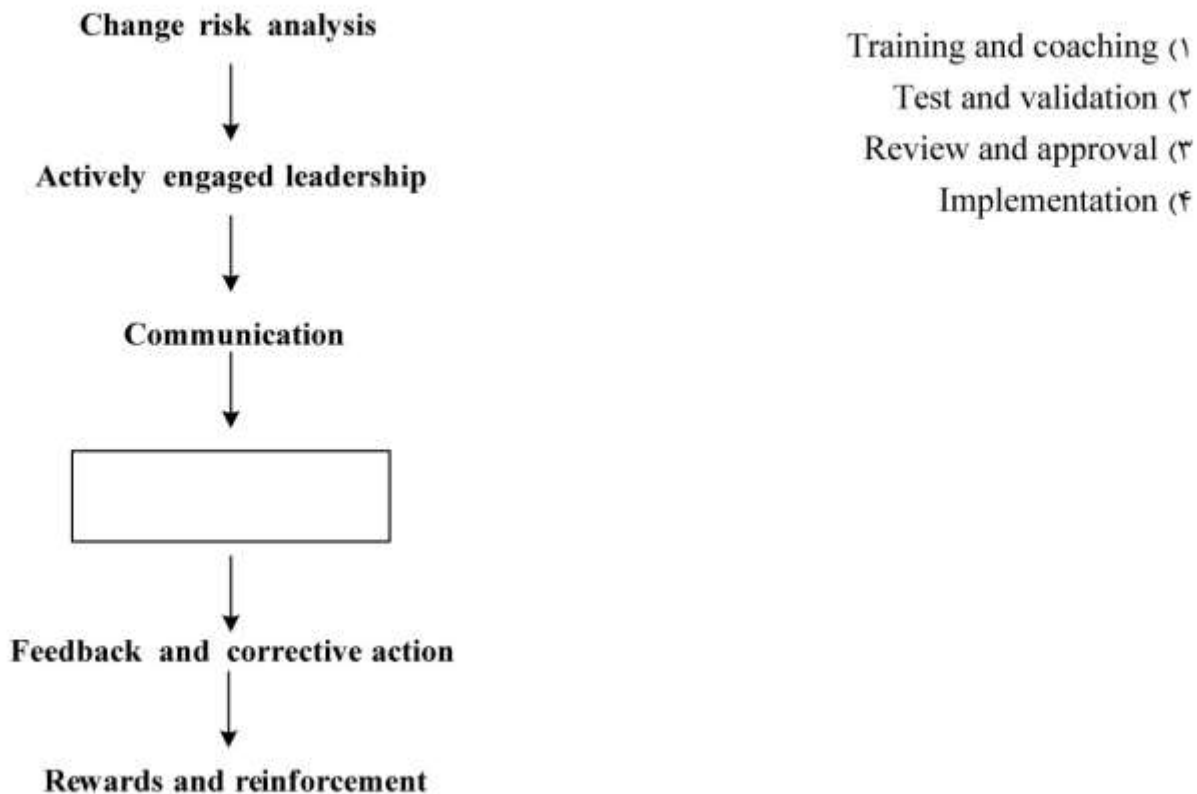 Change risk analysis
Actively engaged leadership
Communication
Feedback and corrective action
Rewards and reinforcement
Training and coaching (۱
Test and validation (۲
Review and approval (۳
Implementation (۴